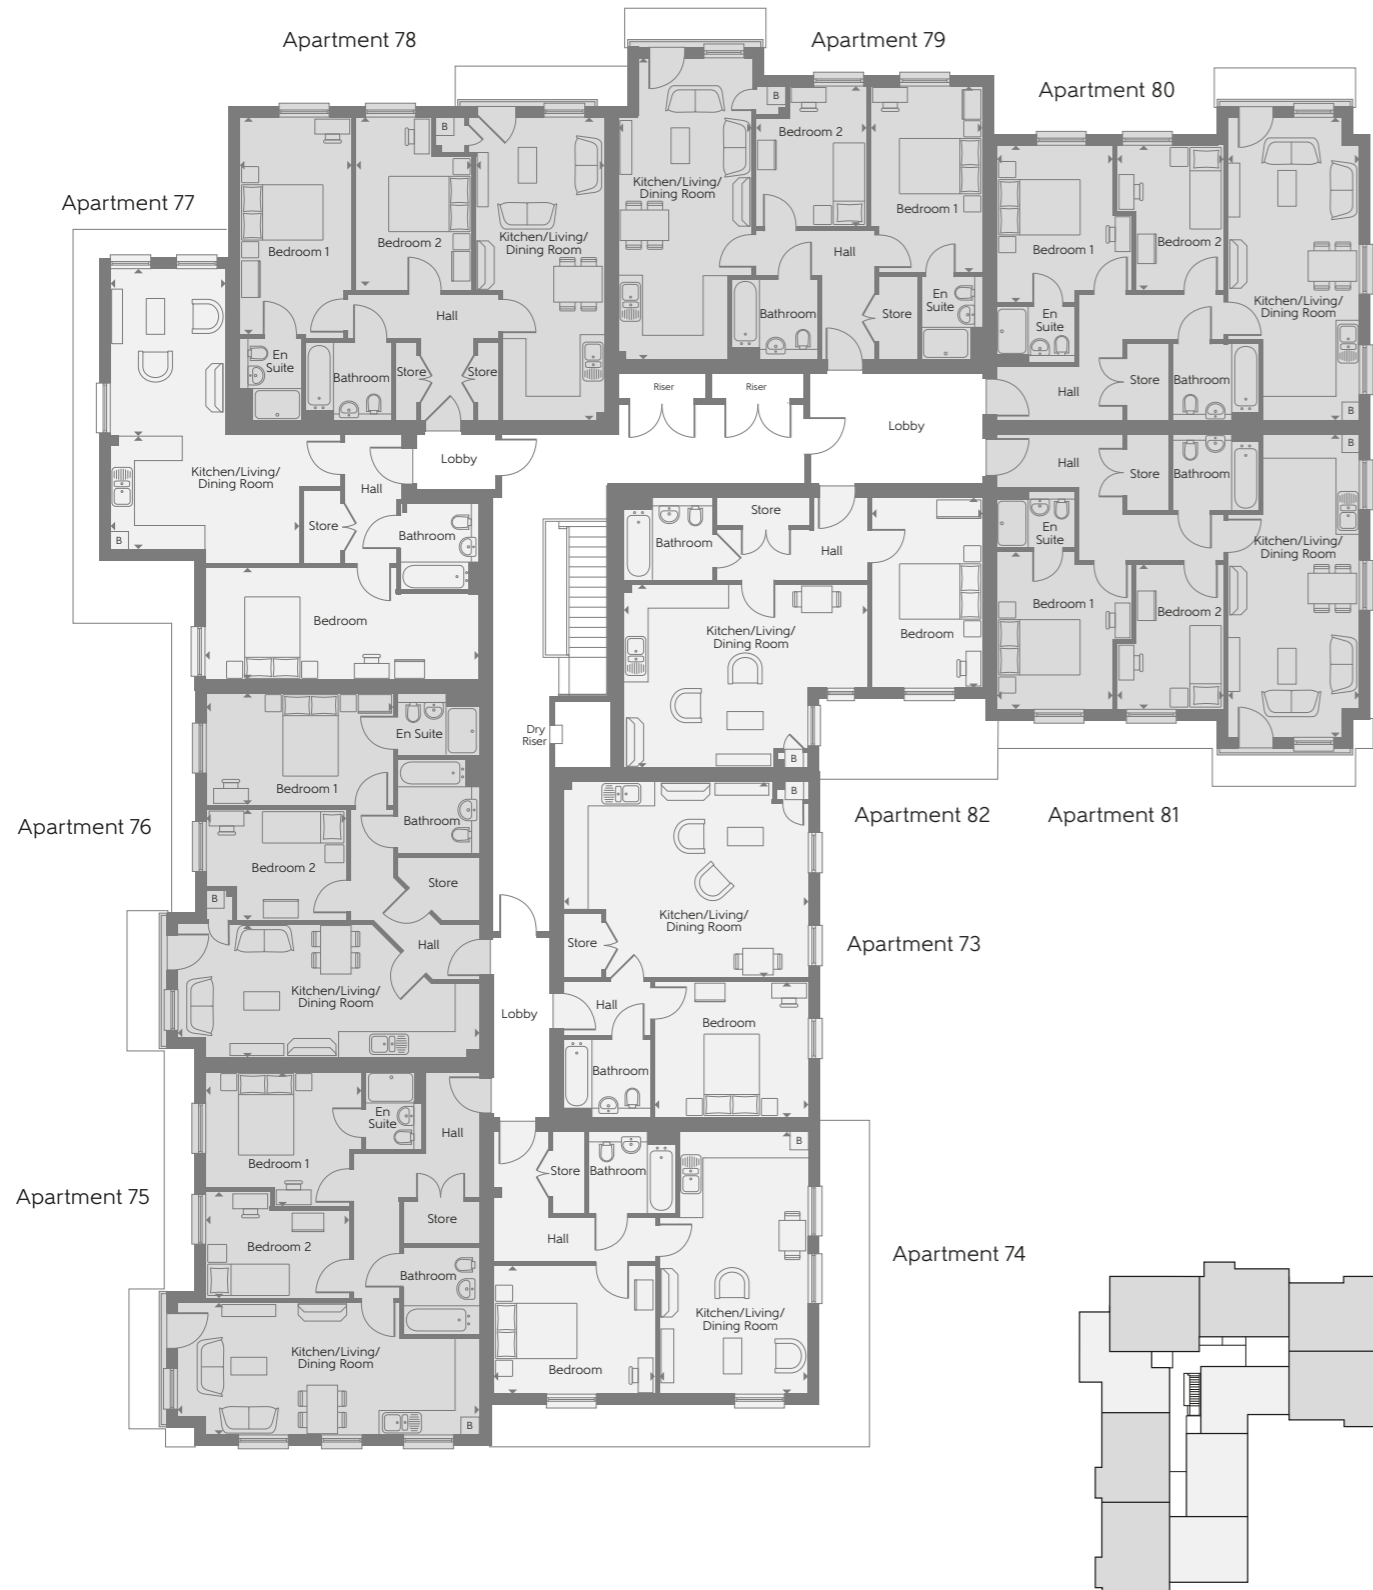 Apartment 78
Apartment 79
Apartment 80
Apartment 77
B
B
Bedroom 1
Bedroom 2
Kitchen/Living/
Dining Room
Hall
En
Suite
Bathroom
Store
Store
Kitchen/Living/
Dining Room
Bedroom 2
Bedroom 1
Hall
Bathroom
Store
En
Suite
Bedroom 1
Bedroom 2
Kitchen/Living/
Dining Room
En
Suite
Hall
Store
Bathroom
B
Riser
Riser
Lobby
Lobby
Kitchen/Living/
Dining Room
Hall
Store
Bathroom
B
Bedroom
Bathroom
Store
Hall
Kitchen/Living/
Dining Room
Bedroom
B
Hall
Store
Bathroom
B
En
Suite
Bedroom 1
Bedroom 2
Kitchen/Living/
Dining Room
Dry
Riser
Apartment 82
Apartment 81
Apartment 76
En Suite
Bedroom 1
Bathroom
Bedroom 2
Store
B
Hall
Kitchen/Living/
Dining Room
B
Kitchen/Living/
Dining Room
Store
Apartment 73
Hall
Bedroom
Bathroom
Lobby
Apartment 75
En
Suite
Bedroom 1
Hall
Store
Bedroom 2
Bathroom
Kitchen/Living/
Dining Room
B
Store
Bathroom
B
Hall
Kitchen/Living/
Dining Room
Bedroom
Apartment 74